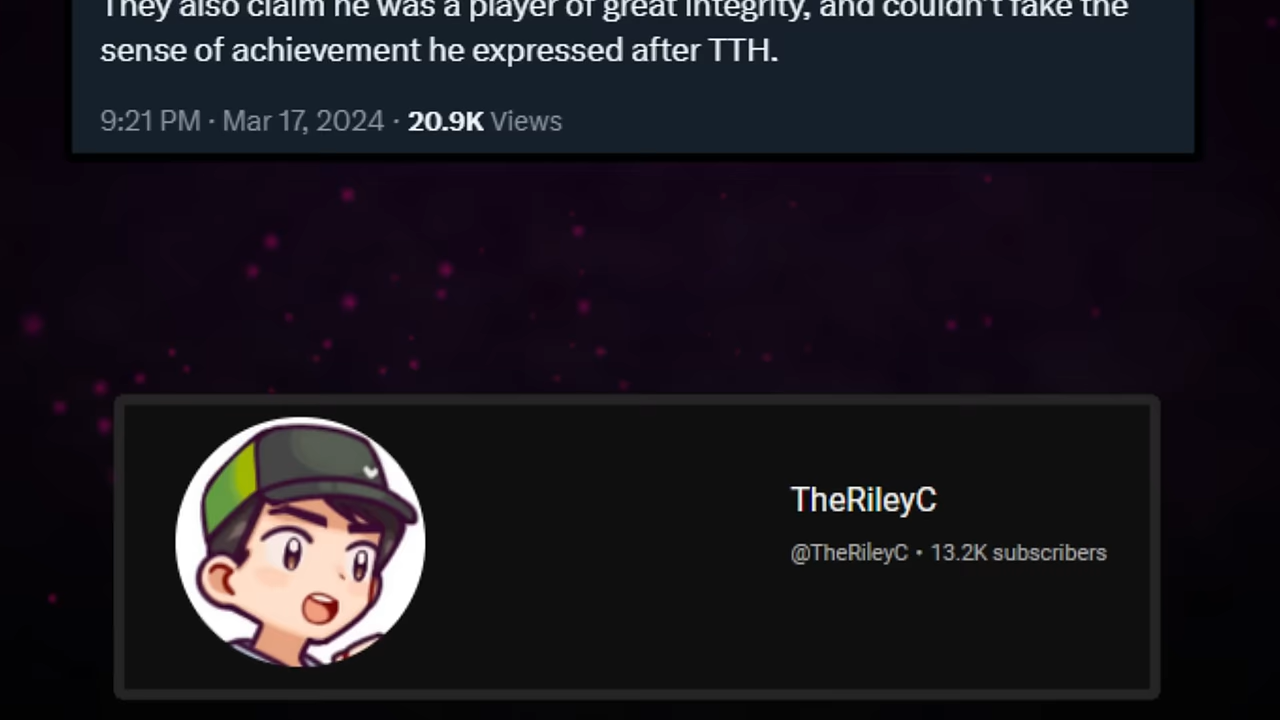 They also claim he was a player of great integrity, and couldn't fake the
sense of achievement he expressed after TTH.
9:21 PM · Mar 17, 2024 · 20.9K Views
TheRileyC
@TheRileyC • 13.2K subscribers